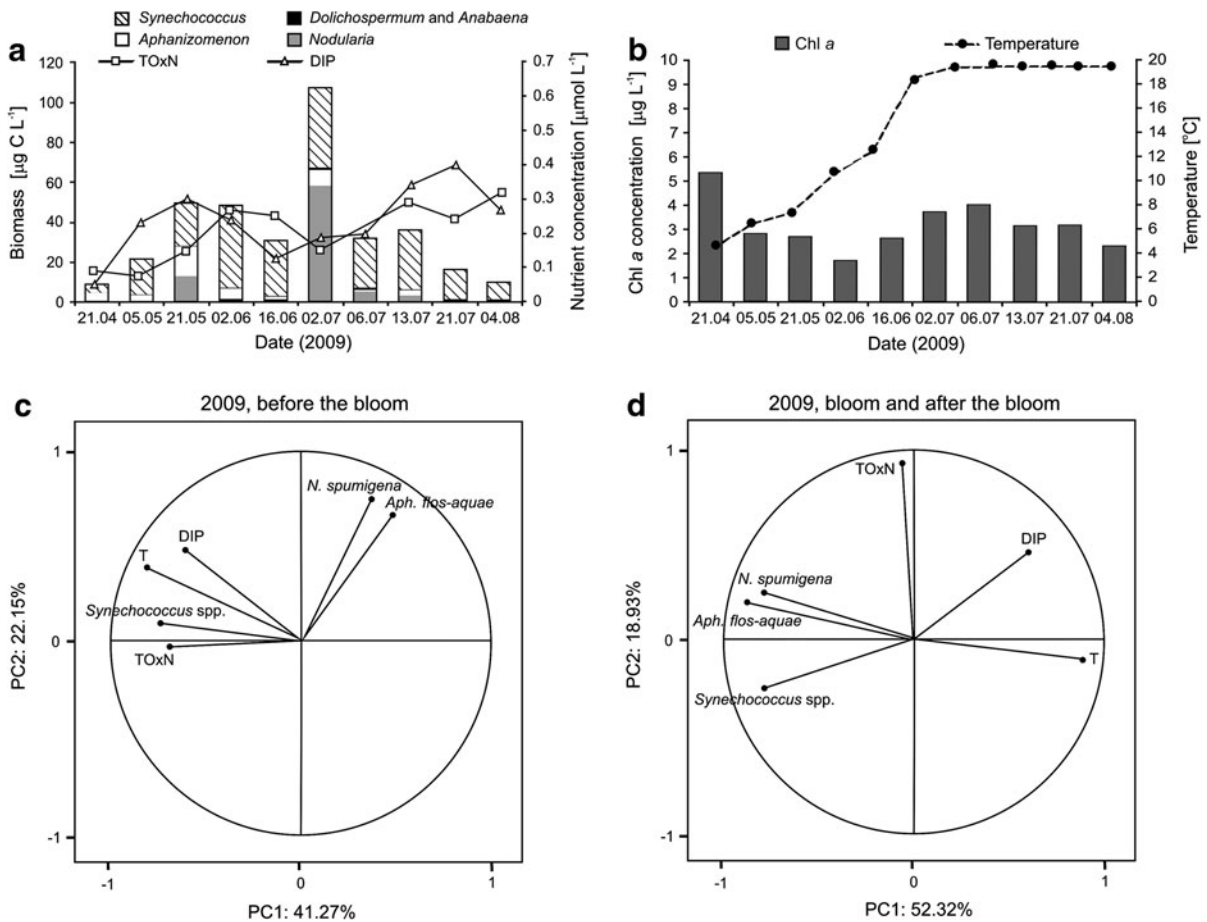 a
Synechococcus
Dolichospermum and Anabaena
Aphanizomenon
Nodularia
TOxN
DIP
Biomass [µg C L⁻¹]
120
100
80
60
40
20
0
0.7
0.6
0.5
0.4
0.3
0.2
0.1
0
Nutrient concentration [µmol L⁻¹]
21.04 05.05 21.05 02.06 16.06 02.07 06.07 13.07 21.07 04.08
Date (2009)
b
Chl a
Temperature
Chl a concentration [µg L⁻¹]
10
9
8
7
6
5
4
3
2
1
0
20
18
16
14
12
10
8
6
4
2
0
Temperature [°C]
21.04 05.05 21.05 02.06 16.06 02.07 06.07 13.07 21.07 04.08
Date (2009)
c
2009, before the bloom
PC2: 22.15%
1
0
-1
N. spumigena
Aph. flos-aquae
DIP
T
Synechococcus spp.
TOxN
-1 0 1
PC1: 41.27%
d
2009, bloom and after the bloom
PC2: 18.93%
1
0
-1
TOxN
DIP
N. spumigena
Aph. flos-aquae
T
Synechococcus spp.
-1 0 1
PC1: 52.32%